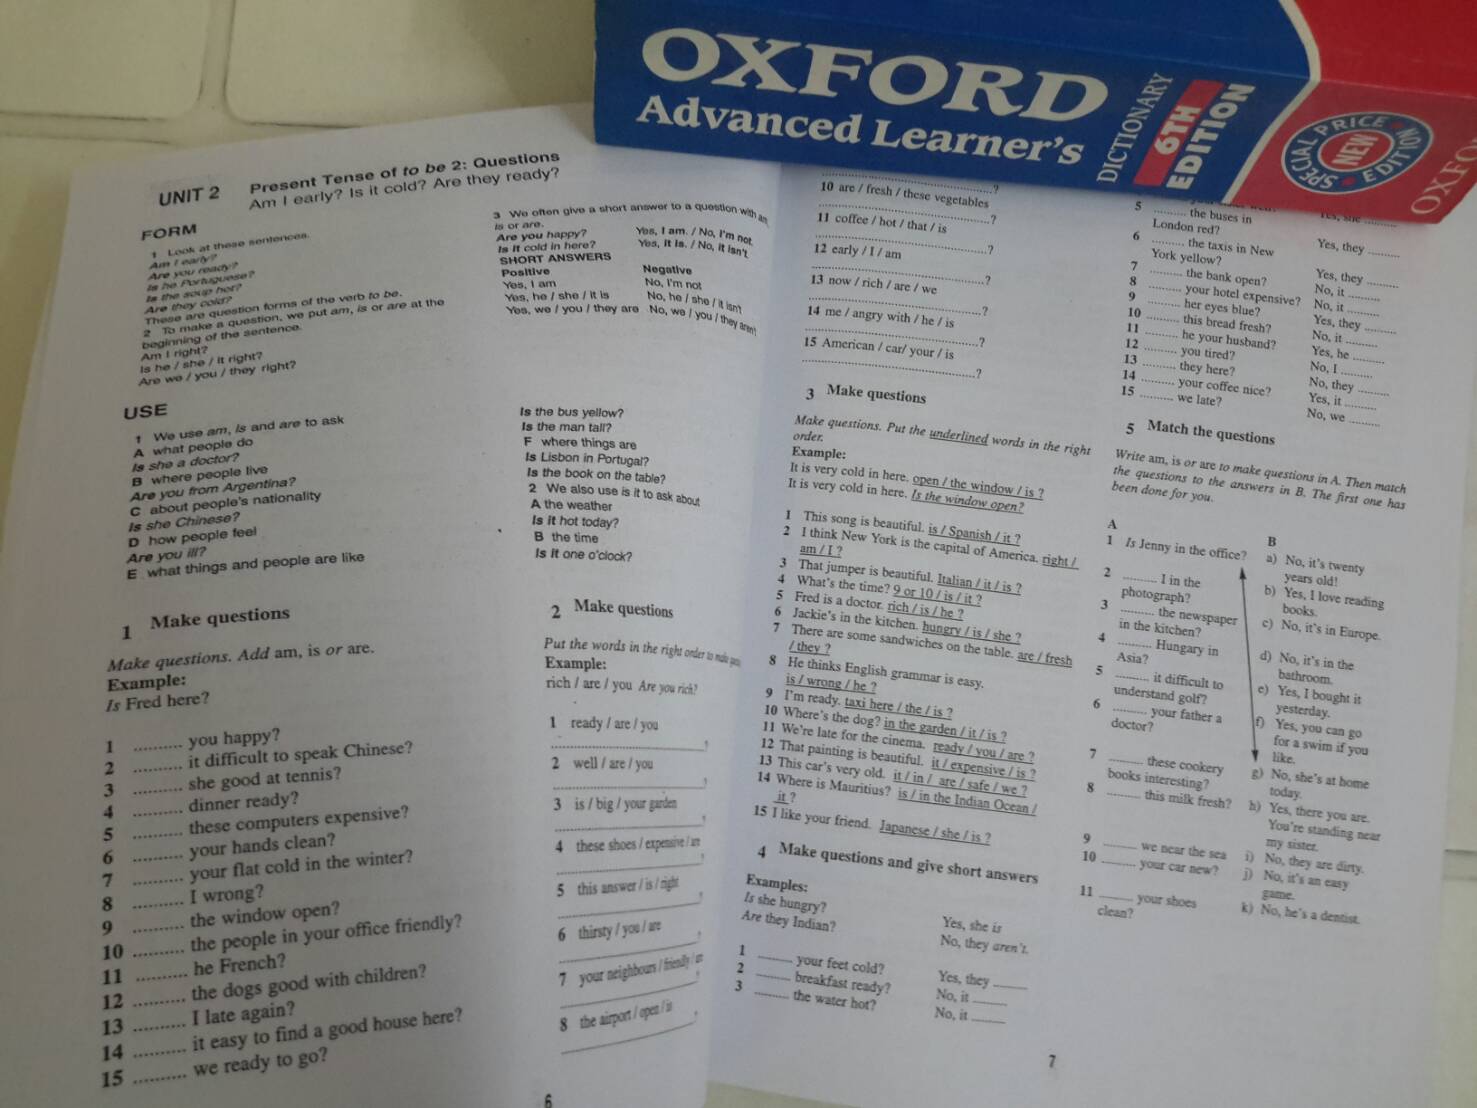 OXFORD
Advanced Learner's
DICTIONARY
6TH
EDITION
SPECIAL PRICE
NEW
EDITION
OXFO
UNIT 2 Present Tense of to be 2: Questions
Am I early? Is it cold? Are they ready?
FORM
1 Look at these sentences.
Am I early?
Are you ready?
Is he Portuguese?
Is the soup hot?
Are they cold?
These are question forms of the verb to be.
2 To make a question, we put am, is or are at the
beginning of the sentence.
Am I right?
Is he / she / it right?
Are we / you / they right?
3 We often give a short answer to a question with am,
is or are.
Are you happy? Yes, I am. / No, I'm not.
Is it cold in here? Yes, it is. / No, it isn't.
SHORT ANSWERS
Positive Negative
Yes, I am No, I'm not
Yes, he / she / it is No, he / she / it isn't
Yes, we / you / they are No, we / you / they aren't
USE
1 We use am, is and are to ask
A what people do
Is she a doctor?
B where people live
Are you from Argentina?
C about people's nationality
Is she Chinese?
D how people feel
Are you ill?
E what things and people are like
Is the bus yellow?
Is the man tall?
F where things are
Is Lisbon in Portugal?
Is the book on the table?
2 We also use is it to ask about
A the weather
Is it hot today?
B the time
Is it one o'clock?
1 Make questions
Make questions. Add am, is or are.
Example:
Is Fred here?
1 .......... you happy?
2 .......... it difficult to speak Chinese?
3 .......... she good at tennis?
4 .......... dinner ready?
5 .......... these computers expensive?
6 .......... your hands clean?
7 .......... your flat cold in the winter?
8 .......... I wrong?
9 .......... the window open?
10 .......... the people in your office friendly?
11 .......... he French?
12 .......... the dogs good with children?
13 .......... I late again?
14 .......... it easy to find a good house here?
15 .......... we ready to go?
2 Make questions
Put the words in the right order to make
Example:
rich / are / you Are you rich?
1 ready / are / you
?
2 well / are / you
?
3 is / big / your garden
?
4 these shoes / expensive / are
?
5 this answer / is / right
?
6 thirsty / you / are
?
7 your neighbours / friendly / are
?
8 the airport / open / is
?
6
?
10 are / fresh / these vegetables
?
11 coffee / hot / that / is
?
12 early / I / am
?
13 now / rich / are / we
?
14 me / angry with / he / is
?
15 American / car/ your / is
?
3 Make questions
Make questions. Put the underlined words in the right
order.
Example:
It is very cold in here. open / the window / is ?
It is very cold in here. Is the window open?
1 This song is beautiful. is / Spanish / it ?
2 I think New York is the capital of America. right /
am / I ?
3 That jumper is beautiful. Italian / it / is ?
4 What's the time? 9 or 10 / is / it ?
5 Fred is a doctor. rich / is / he ?
6 Jackie's in the kitchen. hungry / is / she ?
7 There are some sandwiches on the table. are / fresh
/ they ?
8 He thinks English grammar is easy.
is / wrong / he ?
9 I'm ready. taxi here / the / is ?
10 Where's the dog? in the garden / it / is ?
11 We're late for the cinema. ready / you / are ?
12 That painting is beautiful. it / expensive / is ?
13 This car's very old. it / in / are / safe / we ?
14 Where is Mauritius? is / in the Indian Ocean /
it ?
15 I like your friend. Japanese / she / is ?
4 Make questions and give short answers
Examples:
Is she hungry? Yes, she is
Are they Indian? No, they aren't.
1 ........ your feet cold? Yes, they ........
2 ........ breakfast ready? No, it ........
3 ........ the water hot? No, it ........
7
Yes, she ........
5 ........ the buses in
London red? Yes, they ........
6 ........ the taxis in New
York yellow? Yes, they ........
7 ........ the bank open? No, it ........
8 ........ your hotel expensive? No, it ........
9 ........ her eyes blue? Yes, they ........
10 ........ this bread fresh? No, it ........
11 ........ he your husband? Yes, he ........
12 ........ you tired? No, I ........
13 ........ they here? No, they ........
14 ........ your coffee nice? Yes, it ........
15 ........ we late? No, we ........
5 Match the questions
Write am, is or are to make questions in A. Then match
the questions to the answers in B. The first one has
been done for you.
A
1 Is Jenny in the office?
2 ........ I in the
photograph?
3 ........ the newspaper
in the kitchen?
4 ........ Hungary in
Asia?
5 ........ it difficult to
understand golf?
6 ........ your father a
doctor?
7 ........ these cookery
books interesting?
8 ........ this milk fresh?
9 ........ we near the sea
10 ........ your car new?
11 ........ your shoes
clean?
B
a) No, it's twenty
years old!
b) Yes, I love reading
books.
c) No, it's in Europe.
d) No, it's in the
bathroom.
e) Yes, I bought it
yesterday.
f) Yes, you can go
for a swim if you
like.
g) No, she's at home
today.
h) Yes, there you are.
You're standing near
my sister.
i) No, they are dirty.
j) No, it's an easy
game.
k) No, he's a dentist.